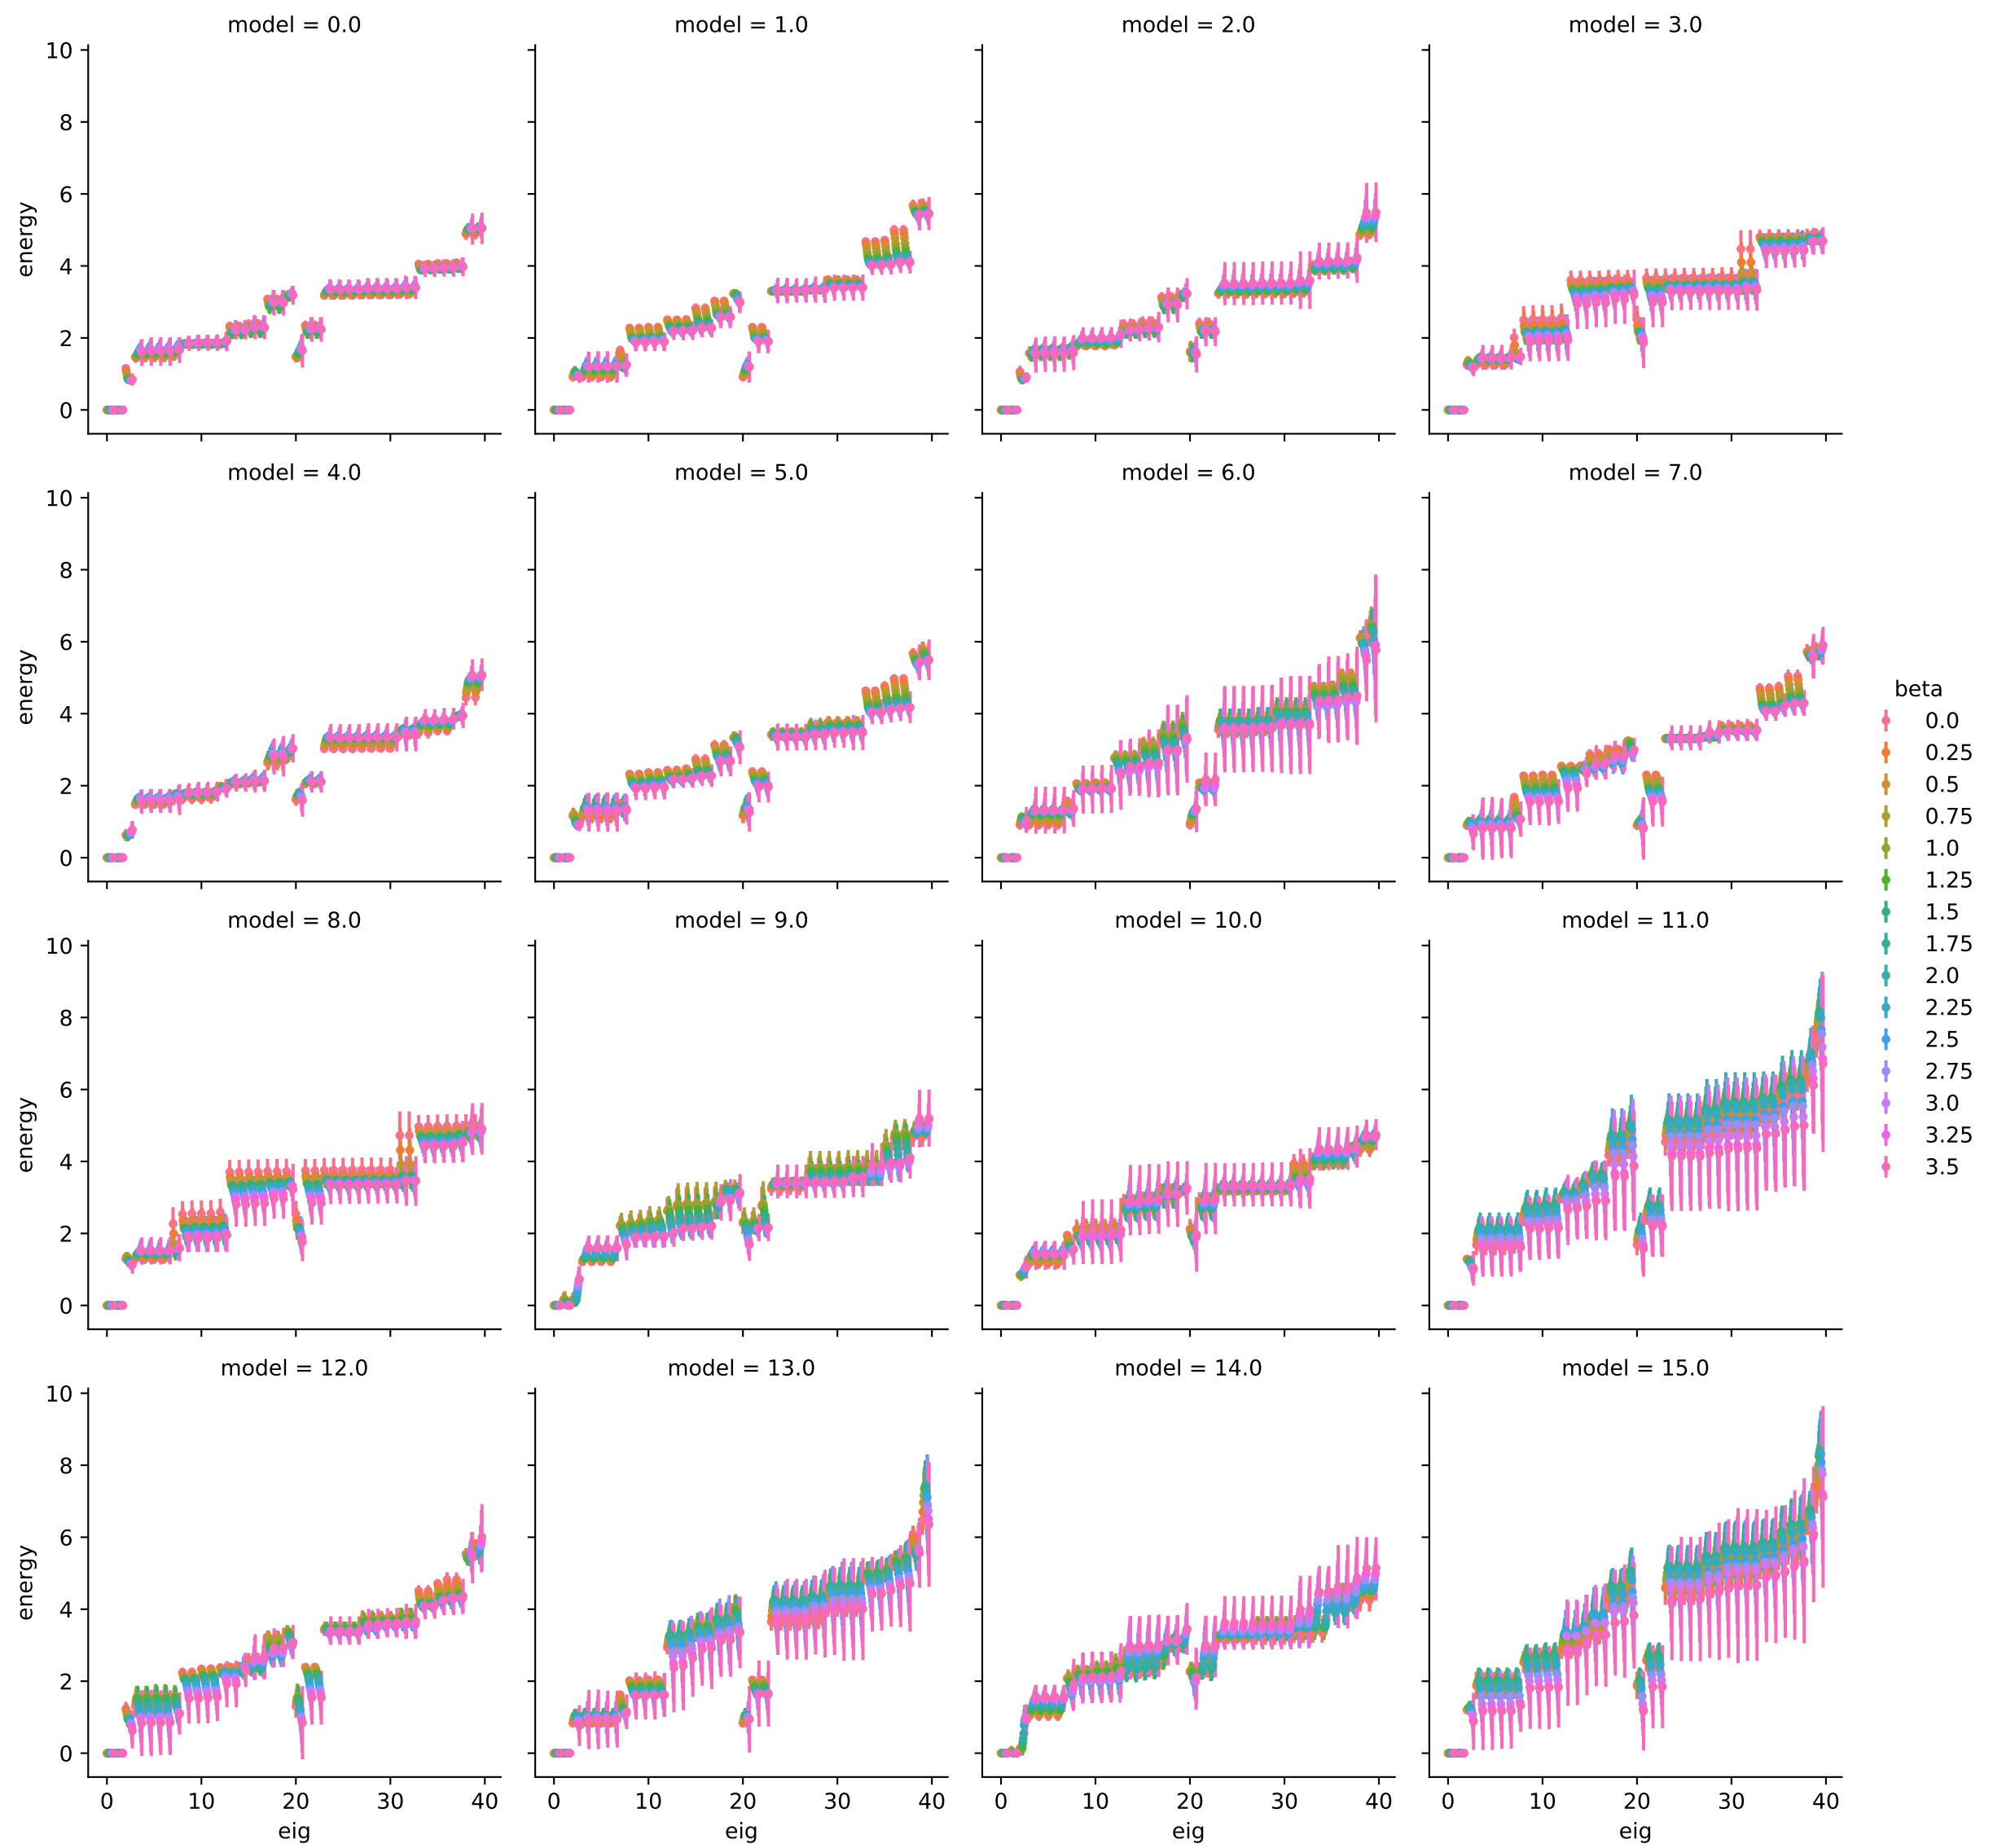 model = 0.0
model = 1.0
model = 2.0
model = 3.0
10
8
6
4
2
0
energy
model = 4.0
model = 5.0
model = 6.0
model = 7.0
10
8
6
4
2
0
energy
model = 8.0
model = 9.0
model = 10.0
model = 11.0
10
8
6
4
2
0
energy
model = 12.0
model = 13.0
model = 14.0
model = 15.0
10
8
6
4
2
0
energy
0 10 20 30 40
eig
0 10 20 30 40
eig
0 10 20 30 40
eig
0 10 20 30 40
eig
beta
0.0
0.25
0.5
0.75
1.0
1.25
1.5
1.75
2.0
2.25
2.5
2.75
3.0
3.25
3.5